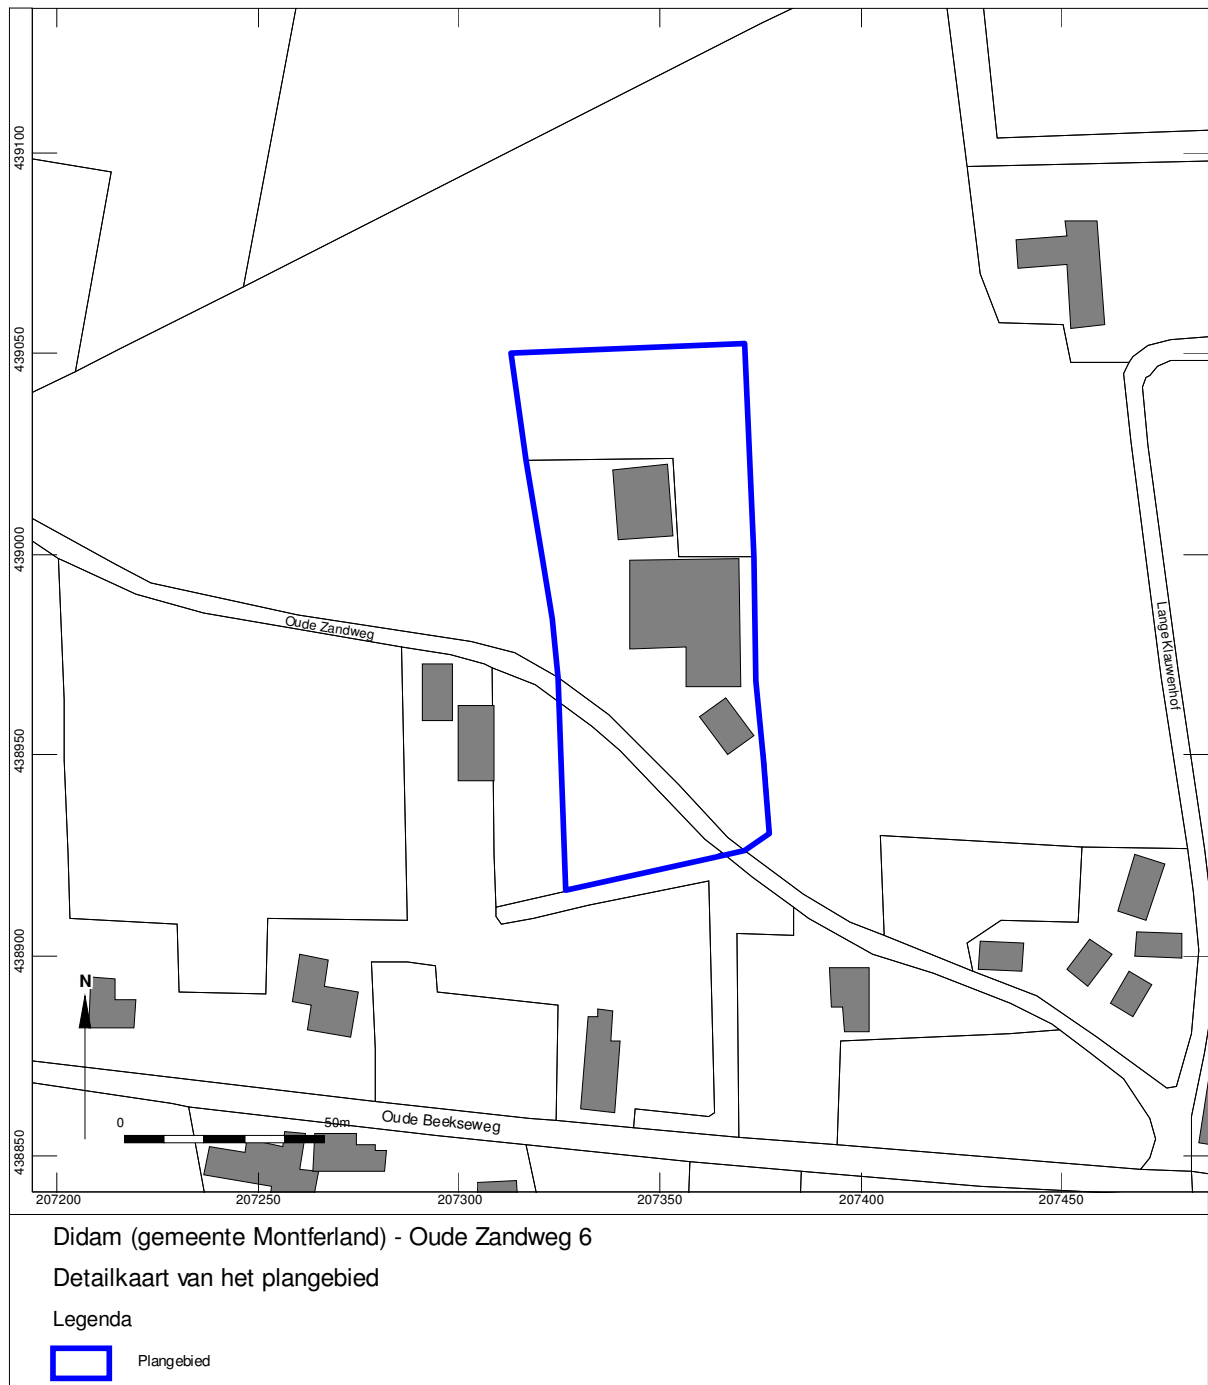 439100
439050
439000
438950
438900
438850
Oude Zandweg
Lange Klauwenhof
N
0 50m
Oude Beekseweg
207200 207250 207300 207350 207400 207450
Didam (gemeente Montferland) - Oude Zandweg 6
Detailkaart van het plangebied
Legenda
Plangebied